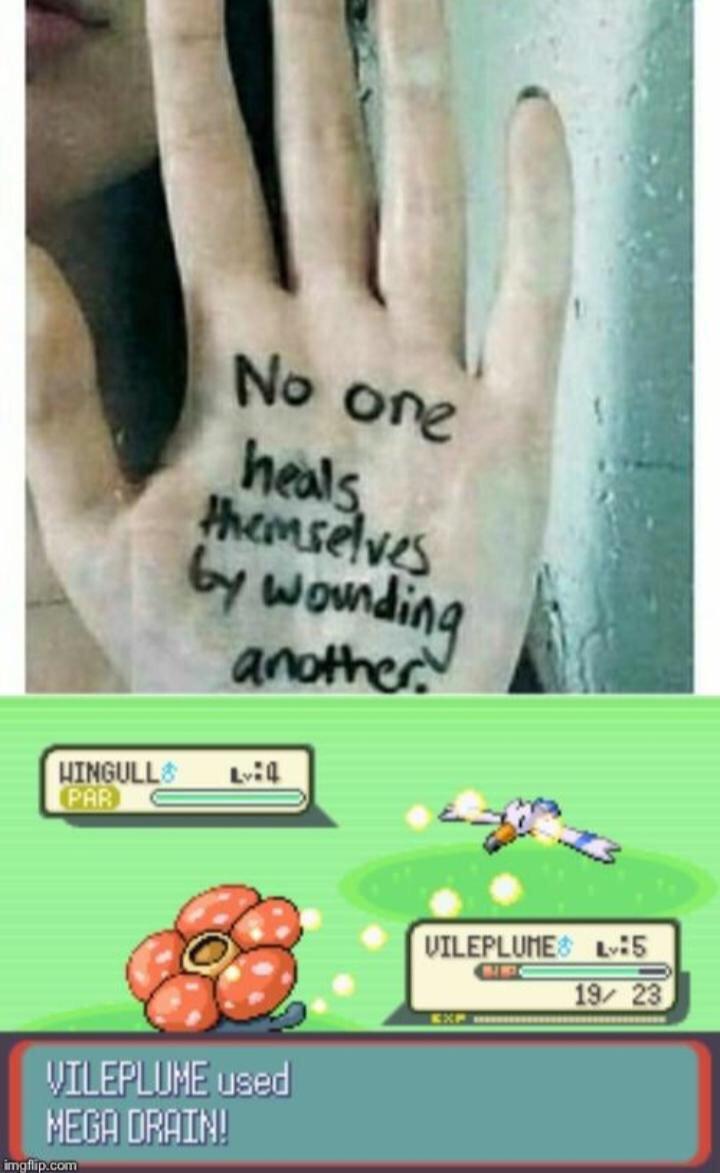 No one
heals
themselves
by wounding
another.
WINGULL♂ Lv:4
PAR
VILEPLUME♂ Lv:5
HP
19/ 23
EXP
VILEPLUME used
MEGA DRAIN!
imgflip.com